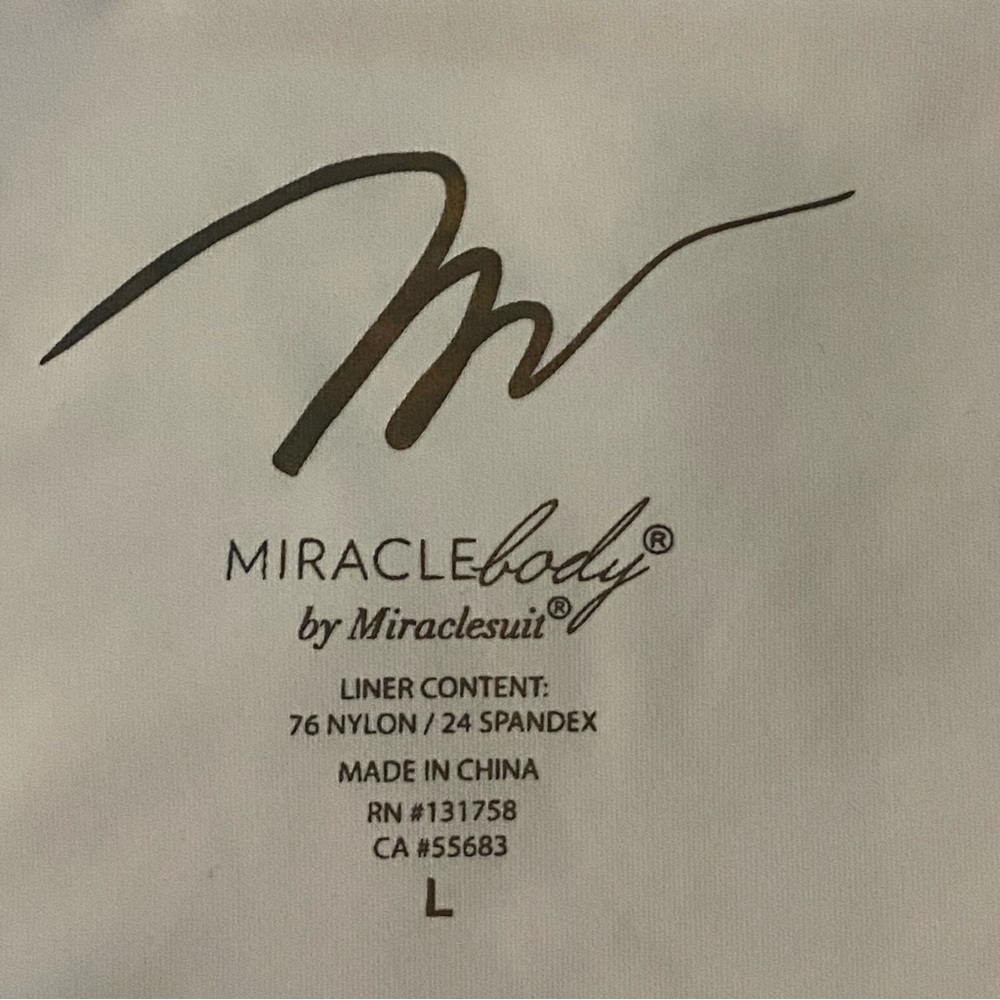 m
MIRACLEbody®
by Miraclesuit®
LINER CONTENT:
76 NYLON / 24 SPANDEX
MADE IN CHINA
RN #131758
CA #55683
L